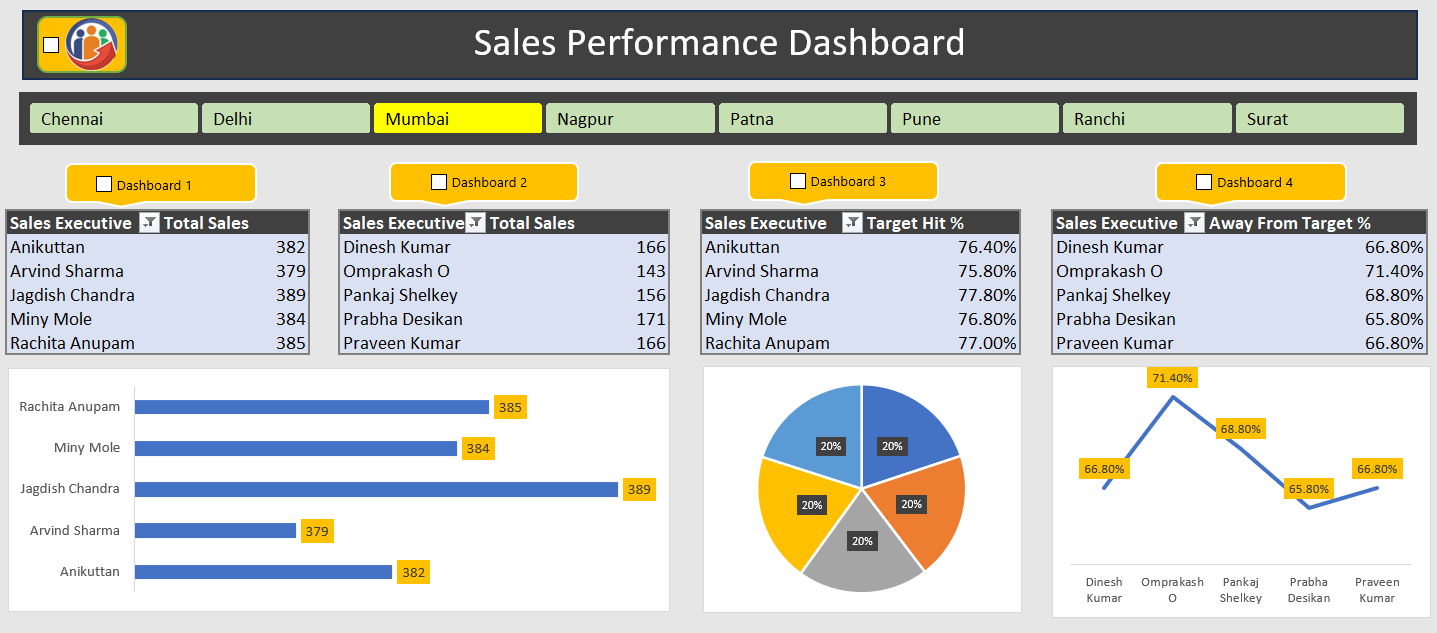 Sales Performance Dashboard
Chennai Delhi Mumbai Nagpur Patna Pune Ranchi Surat
Dashboard 1
Dashboard 2
Dashboard 3
Dashboard 4
Sales Executive Total Sales
Anikuttan 382
Arvind Sharma 379
Jagdish Chandra 389
Miny Mole 384
Rachita Anupam 385
Sales Executive Total Sales
Dinesh Kumar 166
Omprakash O 143
Pankaj Shelkey 156
Prabha Desikan 171
Praveen Kumar 166
Sales Executive Target Hit %
Anikuttan 76.40%
Arvind Sharma 75.80%
Jagdish Chandra 77.80%
Miny Mole 76.80%
Rachita Anupam 77.00%
Sales Executive Away From Target %
Dinesh Kumar 66.80%
Omprakash O 71.40%
Pankaj Shelkey 68.80%
Prabha Desikan 65.80%
Praveen Kumar 66.80%
Rachita Anupam 385
Miny Mole 384
Jagdish Chandra 389
Arvind Sharma 379
Anikuttan 382
20% 20%
20% 20%
20%
71.40%
68.80%
66.80% 66.80%
65.80%
Dinesh Omprakash Pankaj Prabha Praveen
Kumar O Shelkey Desikan Kumar